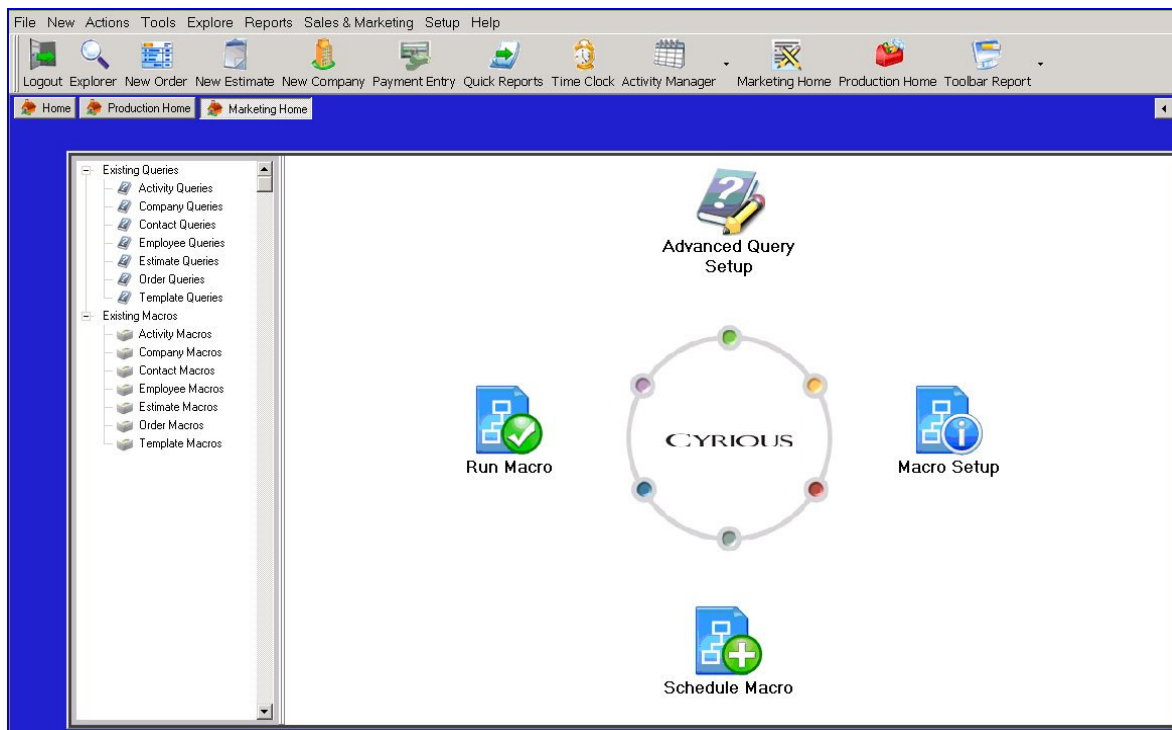 File New Actions Tools Explore Reports Sales & Marketing Setup Help
Logout Explorer New Order New Estimate New Company Payment Entry Quick Reports Time Clock Activity Manager Marketing Home Production Home Toolbar Report
Home Production Home Marketing Home
Existing Queries
Activity Queries
Company Queries
Contact Queries
Employee Queries
Estimate Queries
Order Queries
Template Queries
Existing Macros
Activity Macros
Company Macros
Contact Macros
Employee Macros
Estimate Macros
Order Macros
Template Macros
Advanced Query
Setup
Run Macro
CYRIOUS
Macro Setup
Schedule Macro